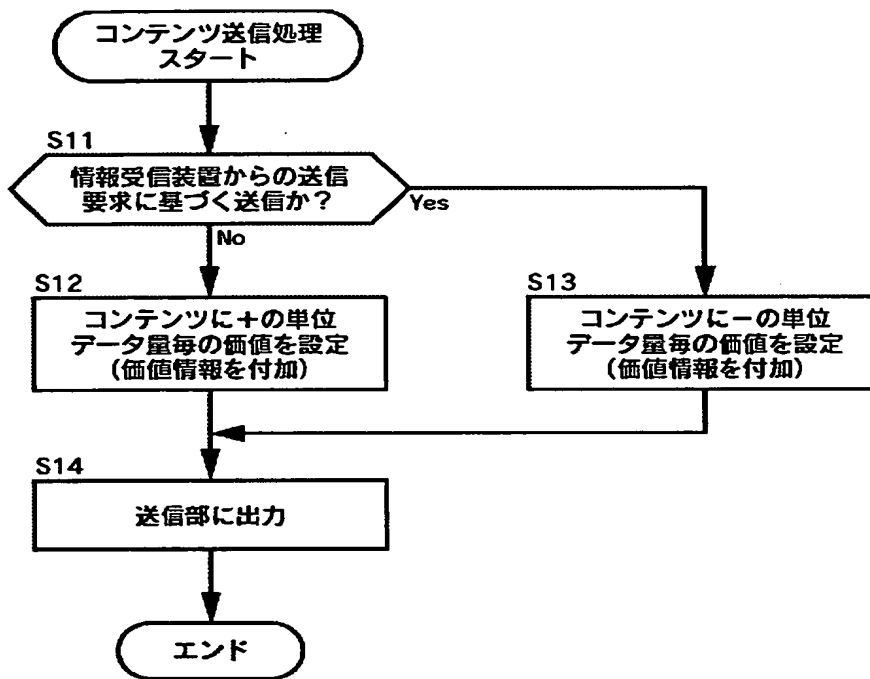 コンテンツ送信処理
スタート
S11
情報受信装置からの送信
要求に基づく送信か?
Yes
No
S12
コンテンツに+の単位
データ量毎の価値を設定
(価値情報を付加)
S13
コンテンツに−の単位
データ量毎の価値を設定
(価値情報を付加)
S14
送信部に出力
エンド